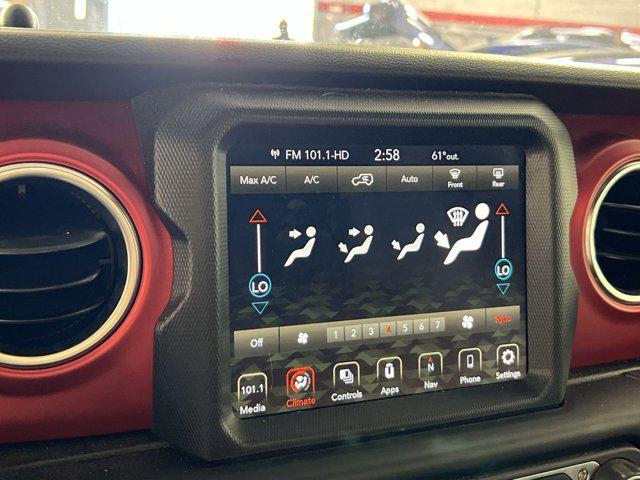 FM 101.1-HD 2:58 61°out.
Max A/C A/C Auto Front Rear
LO LO
Off 1 2 3 4 5 6 7 Sync
101.1 N
Media Climate Controls Apps Nav Phone Settings